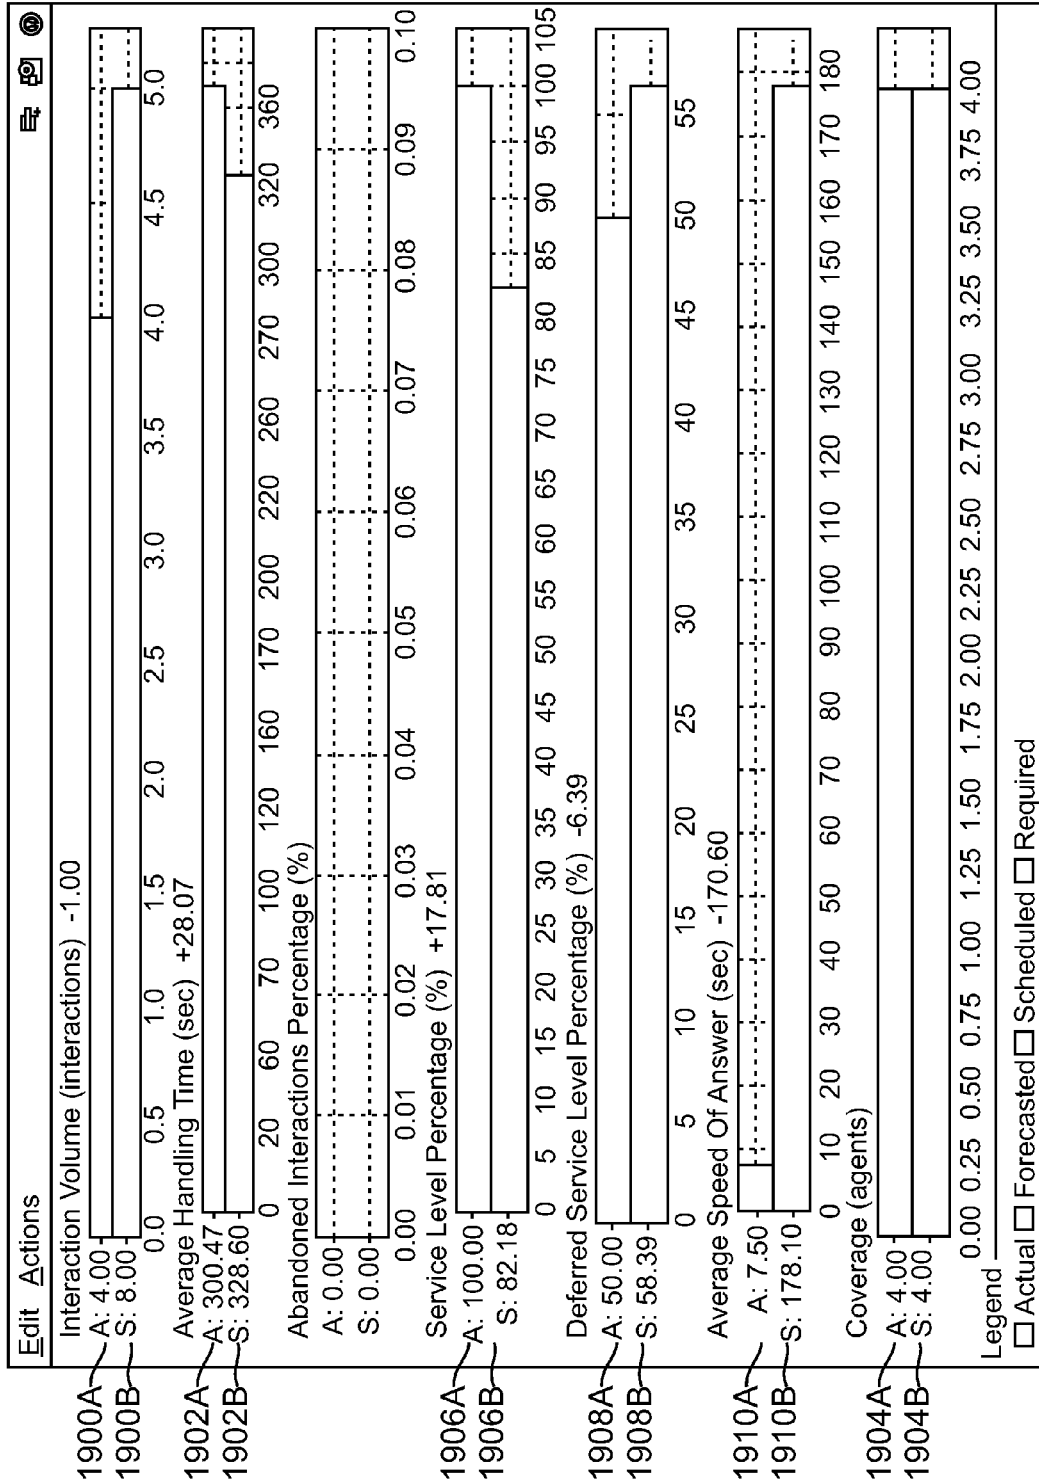 Edit Actions
Interaction Volume (interactions) -1.00
1900A A: 4.00
1900B S: 8.00
0.0 0.5 1.0 1.5 2.0 2.5 3.0 3.5 4.0 4.5 5.0
Average Handling Time (sec) +28.07
1902A A: 300.47
1902B S: 328.60
0 20 60 70 100 120 160 170 200 220 260 270 300 320 360
Abandoned Interactions Percentage (%)
A: 0.00
S: 0.00
0.00 0.01 0.02 0.03 0.04 0.05 0.06 0.07 0.08 0.09 0.10
Service Level Percentage (%) +17.81
1906A A: 100.00
1906B S: 82.18
0 5 10 15 20 25 30 35 40 45 50 55 60 65 70 75 80 85 90 95 100 105
Deferred Service Level Percentage (%) -6.39
1908A A: 50.00
1908B S: 58.39
0 5 10 15 20 25 30 35 40 45 50 55
Average Speed Of Answer (sec) -170.60
1910A A: 7.50
1910B S: 178.10
0 10 20 30 40 50 60 70 80 90 100 110 120 130 140 150 160 170 180
Coverage (agents)
1904A A: 4.00
1904B S: 4.00
0.00 0.25 0.50 0.75 1.00 1.25 1.50 1.75 2.00 2.25 2.50 2.75 3.00 3.25 3.50 3.75 4.00
Legend
Actual Forecasted Scheduled Required